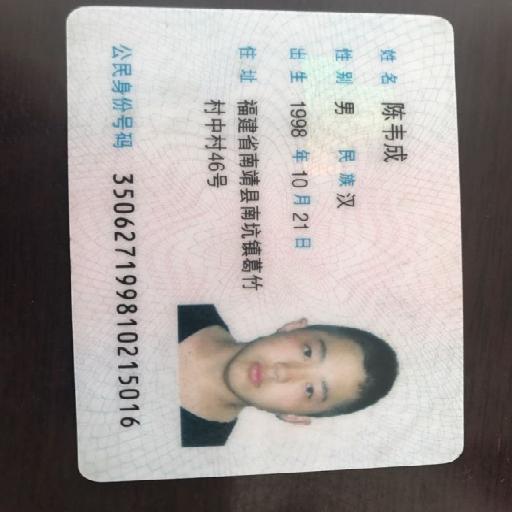 姓名 陈韦成
性别 男 民族 汉
出生 1998 年 10 月 21 日
住址 福建省南靖县南坑镇葛竹
村中村46号
公民身份号码 350627199810215016